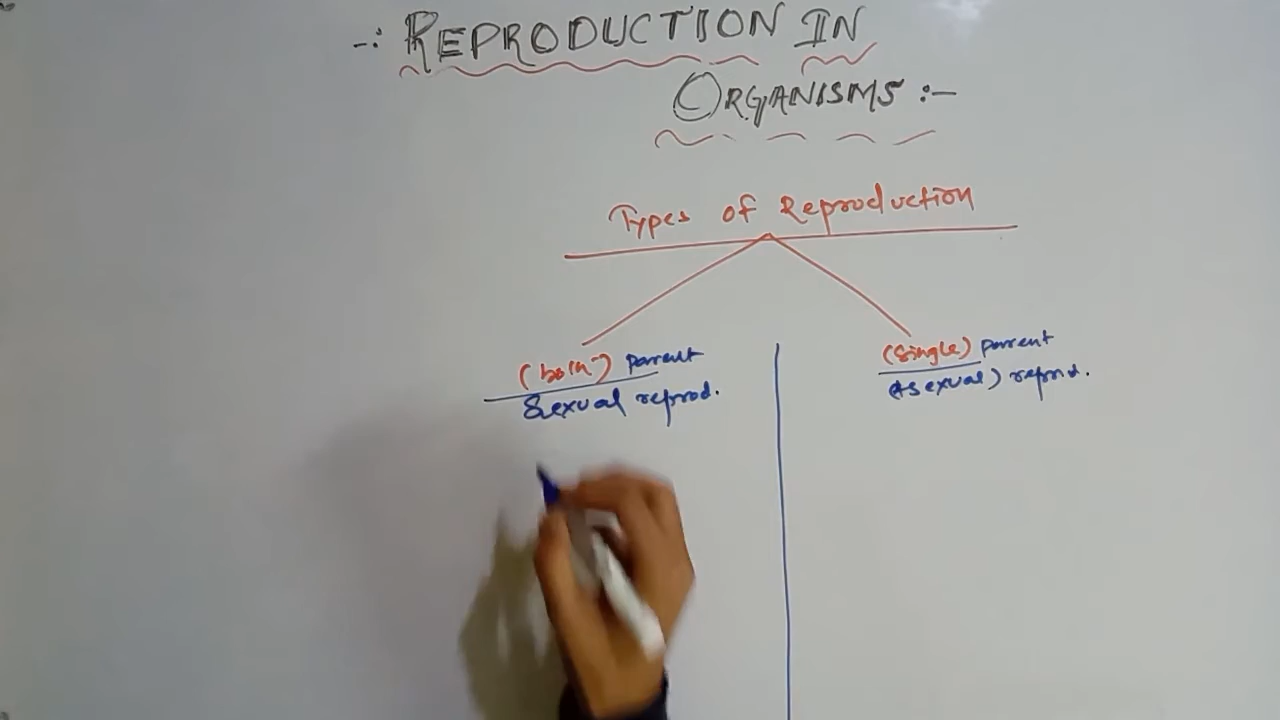 -: REPRODUCTION IN
ORGANISMS :-
Types of Reproduction
(both) parent
Sexual reprod.
(single) parent
(Asexual) reprod.